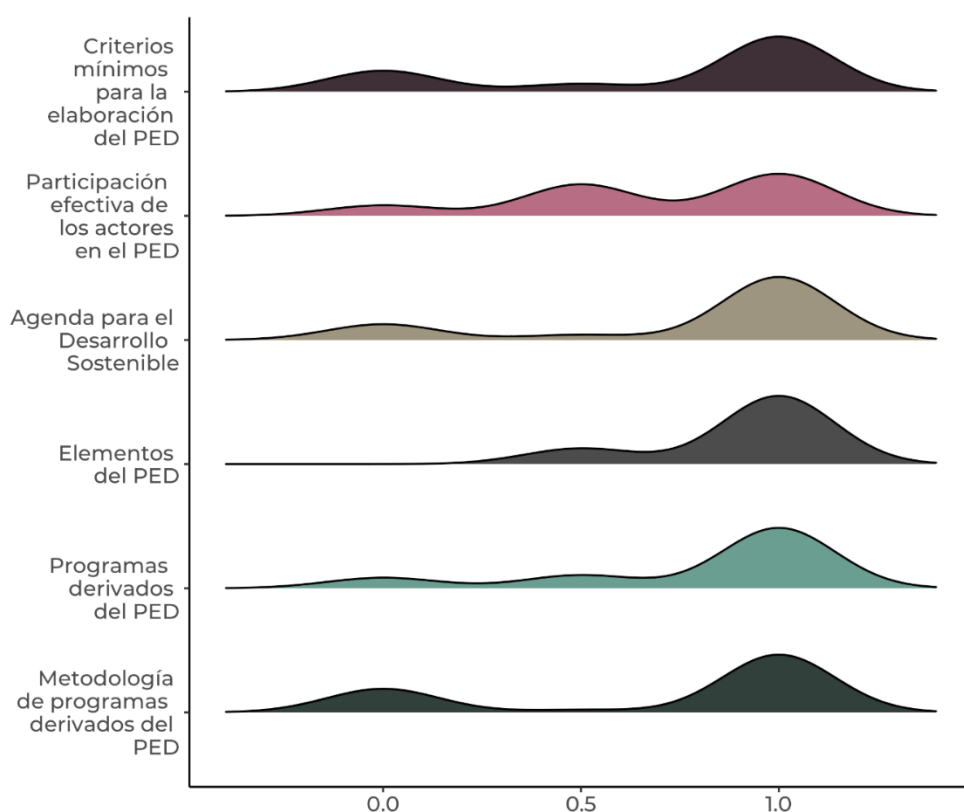 Criterios
mínimos
para la
elaboración
del PED
Participación
efectiva de
los actores
en el PED
Agenda para el
Desarrollo
Sostenible
Elementos
del PED
Programas
derivados
del PED
Metodología
de programas
derivados del
PED
0.0 0.5 1.0